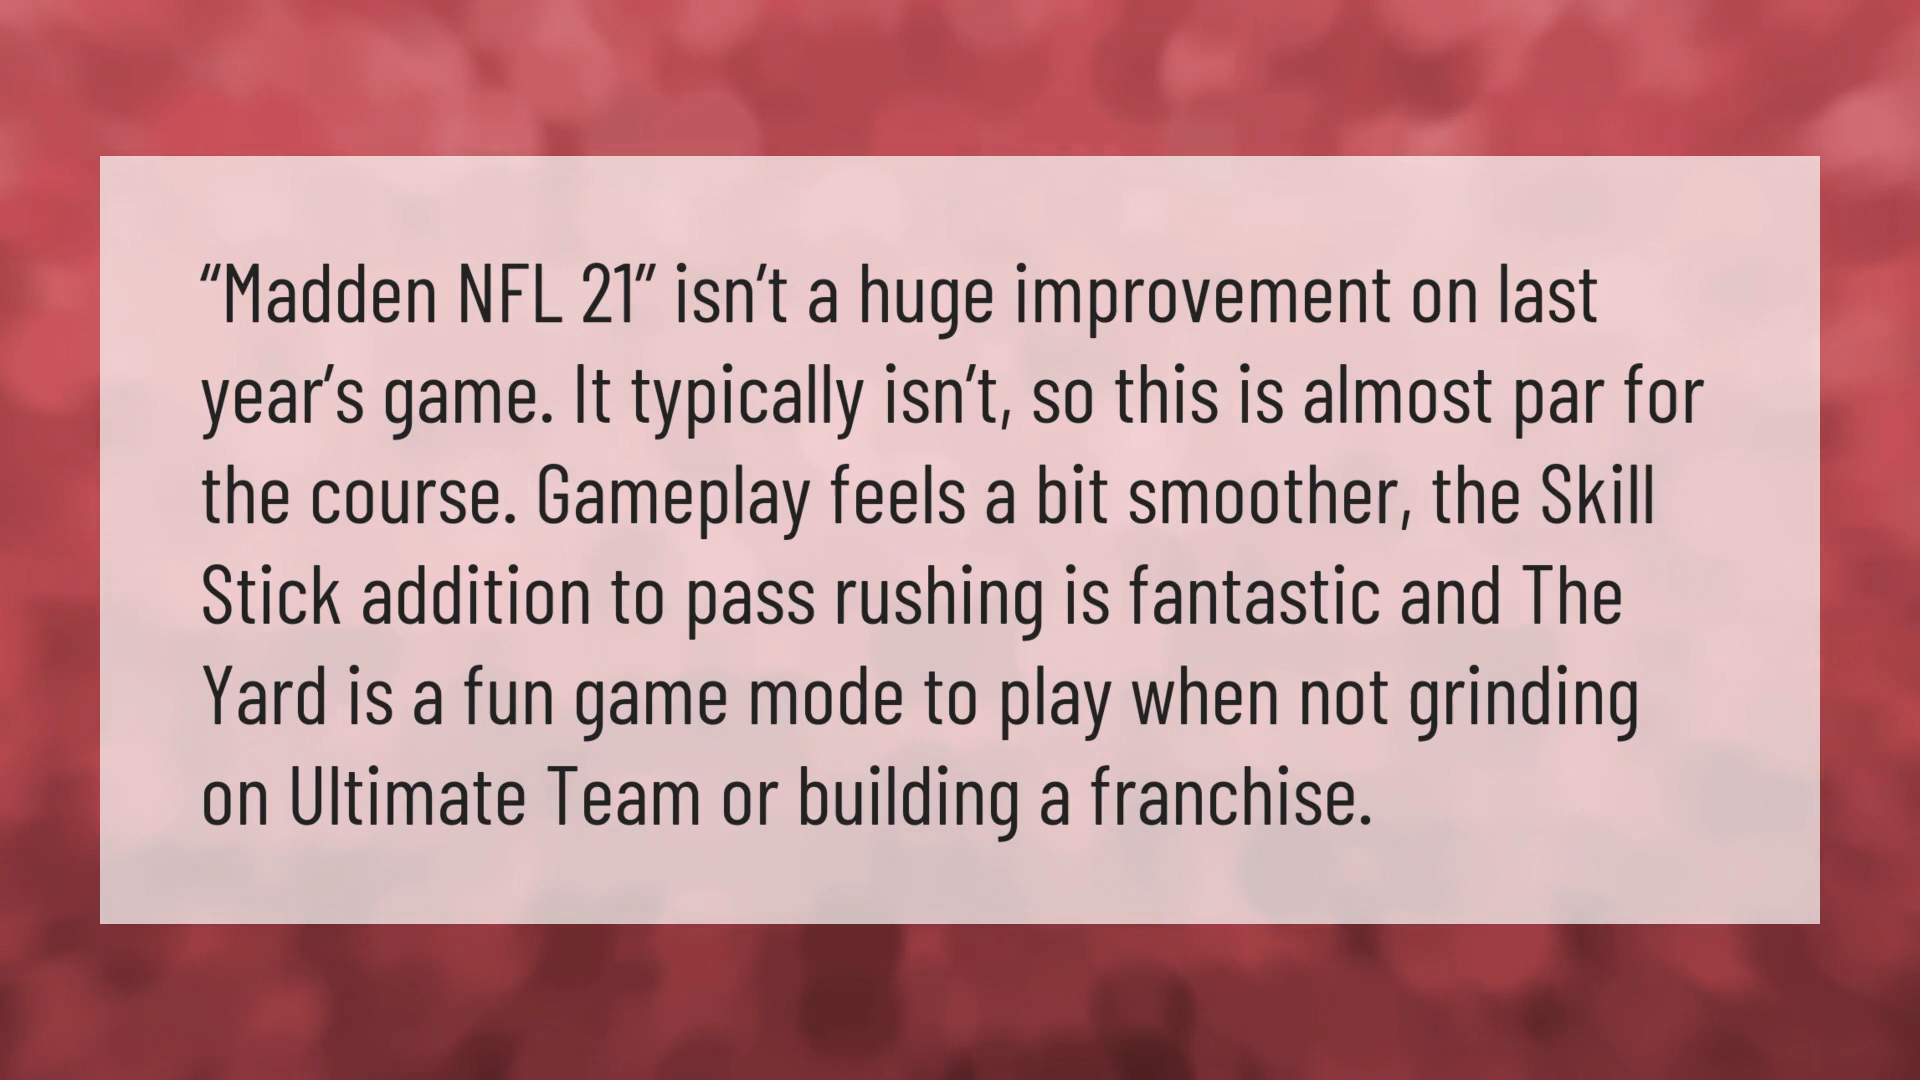 “Madden NFL 21” isn’t a huge improvement on last
year’s game. It typically isn’t, so this is almost par for
the course. Gameplay feels a bit smoother, the Skill
Stick addition to pass rushing is fantastic and The
Yard is a fun game mode to play when not grinding
on Ultimate Team or building a franchise.